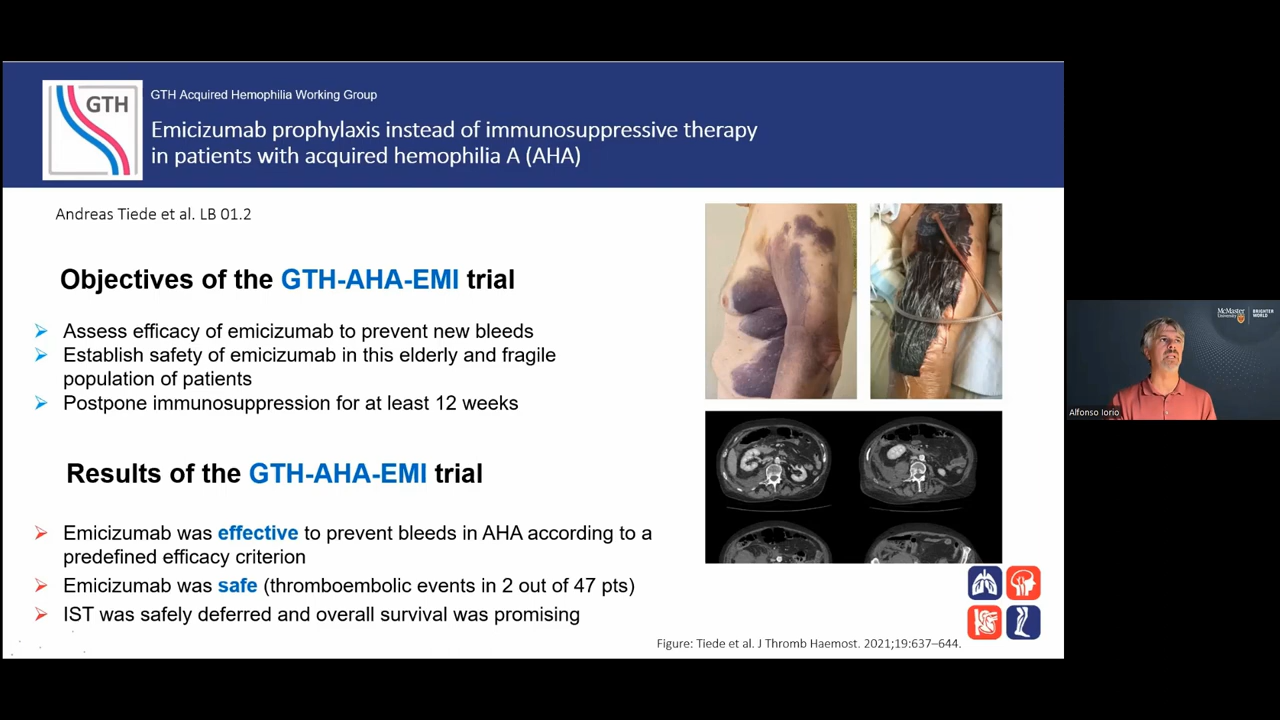 GTH
GTH Acquired Hemophilia Working Group
Emicizumab prophylaxis instead of immunosuppressive therapy
in patients with acquired hemophilia A (AHA)
Andreas Tiede et al. LB 01.2
Objectives of the GTH-AHA-EMI trial
Assess efficacy of emicizumab to prevent new bleeds
Establish safety of emicizumab in this elderly and fragile
population of patients
Postpone immunosuppression for at least 12 weeks
Results of the GTH-AHA-EMI trial
Emicizumab was effective to prevent bleeds in AHA according to a
predefined efficacy criterion
Emicizumab was safe (thromboembolic events in 2 out of 47 pts)
IST was safely deferred and overall survival was promising
Figure: Tiede et al. J Thromb Haemost. 2021;19:637–644.
McMaster
University
BRIGHTER
WORLD
Alfonso Iorio